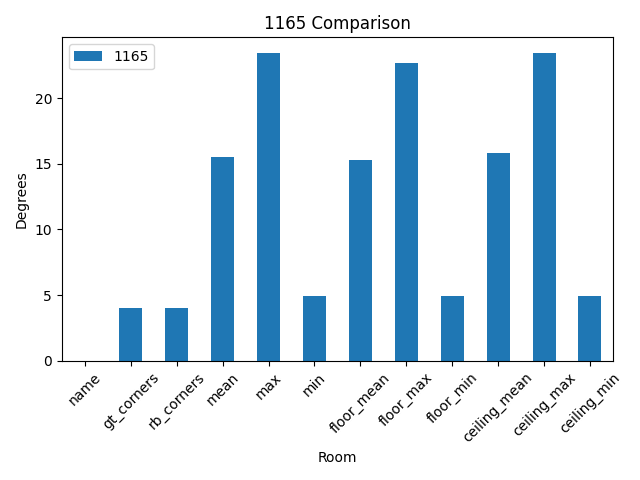 1165 Comparison
1165
Degrees
20
15
10
5
0
name
gt_corners
rb_corners
mean
max
min
floor_mean
floor_max
floor_min
ceiling_mean
ceiling_max
ceiling_min
Room